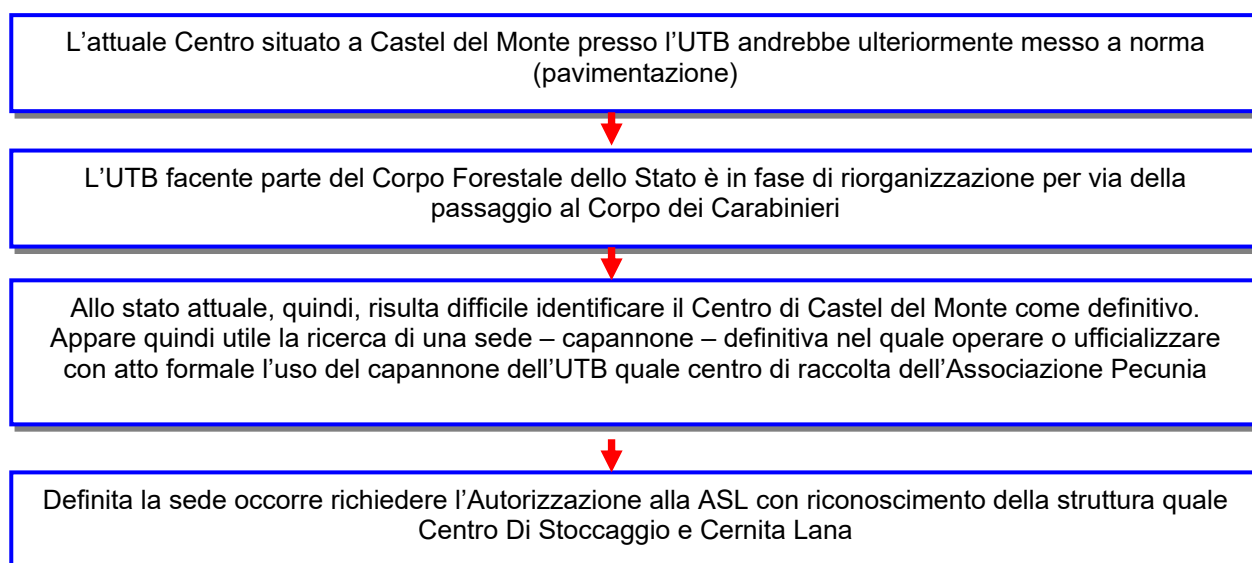 L’attuale Centro situato a Castel del Monte presso l’UTB andrebbe ulteriormente messo a norma
(pavimentazione)
L’UTB facente parte del Corpo Forestale dello Stato è in fase di riorganizzazione per via della
passaggio al Corpo dei Carabinieri
Allo stato attuale, quindi, risulta difficile identificare il Centro di Castel del Monte come definitivo.
Appare quindi utile la ricerca di una sede – capannone – definitiva nel quale operare o ufficializzare
con atto formale l’uso del capannone dell’UTB quale centro di raccolta dell’Associazione Pecunia
Definita la sede occorre richiedere l’Autorizzazione alla ASL con riconoscimento della struttura quale
Centro Di Stoccaggio e Cernita Lana